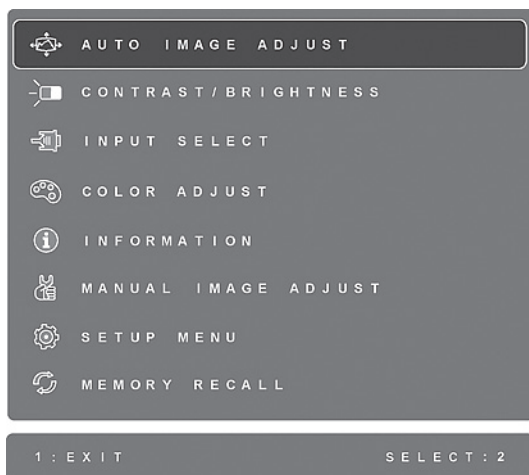 AUTO IMAGE ADJUST
CONTRAST/BRIGHTNESS
INPUT SELECT
COLOR ADJUST
INFORMATION
MANUAL IMAGE ADJUST
SETUP MENU
MEMORY RECALL
1:EXIT SELECT:2